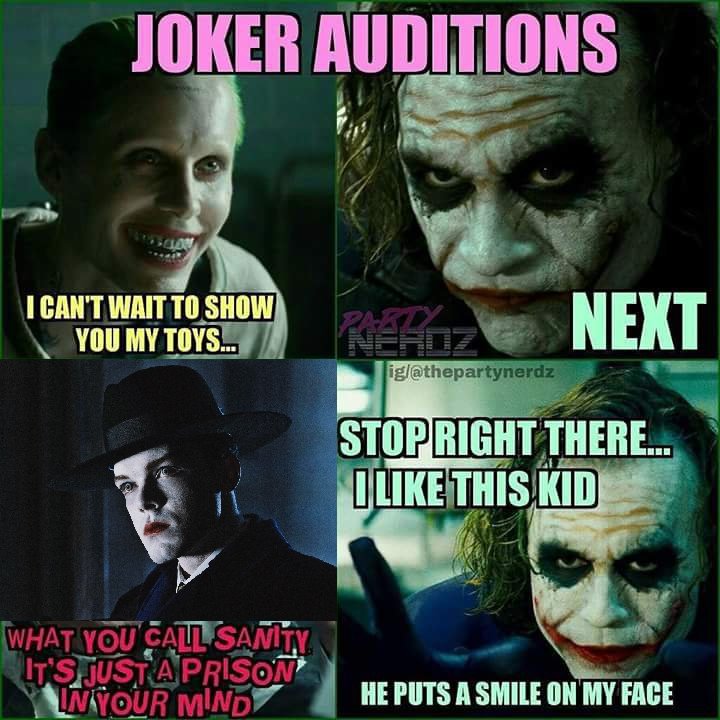 JOKER AUDITIONS
I CAN'T WAIT TO SHOW
YOU MY TOYS...
NEXT
PARTY
NERDZ
ig/@thepartynerdz
STOP RIGHT THERE...
I LIKE THIS KID
WHAT YOU CALL SANITY
IT'S JUST A PRISON
IN YOUR MIND
HE PUTS A SMILE ON MY FACE